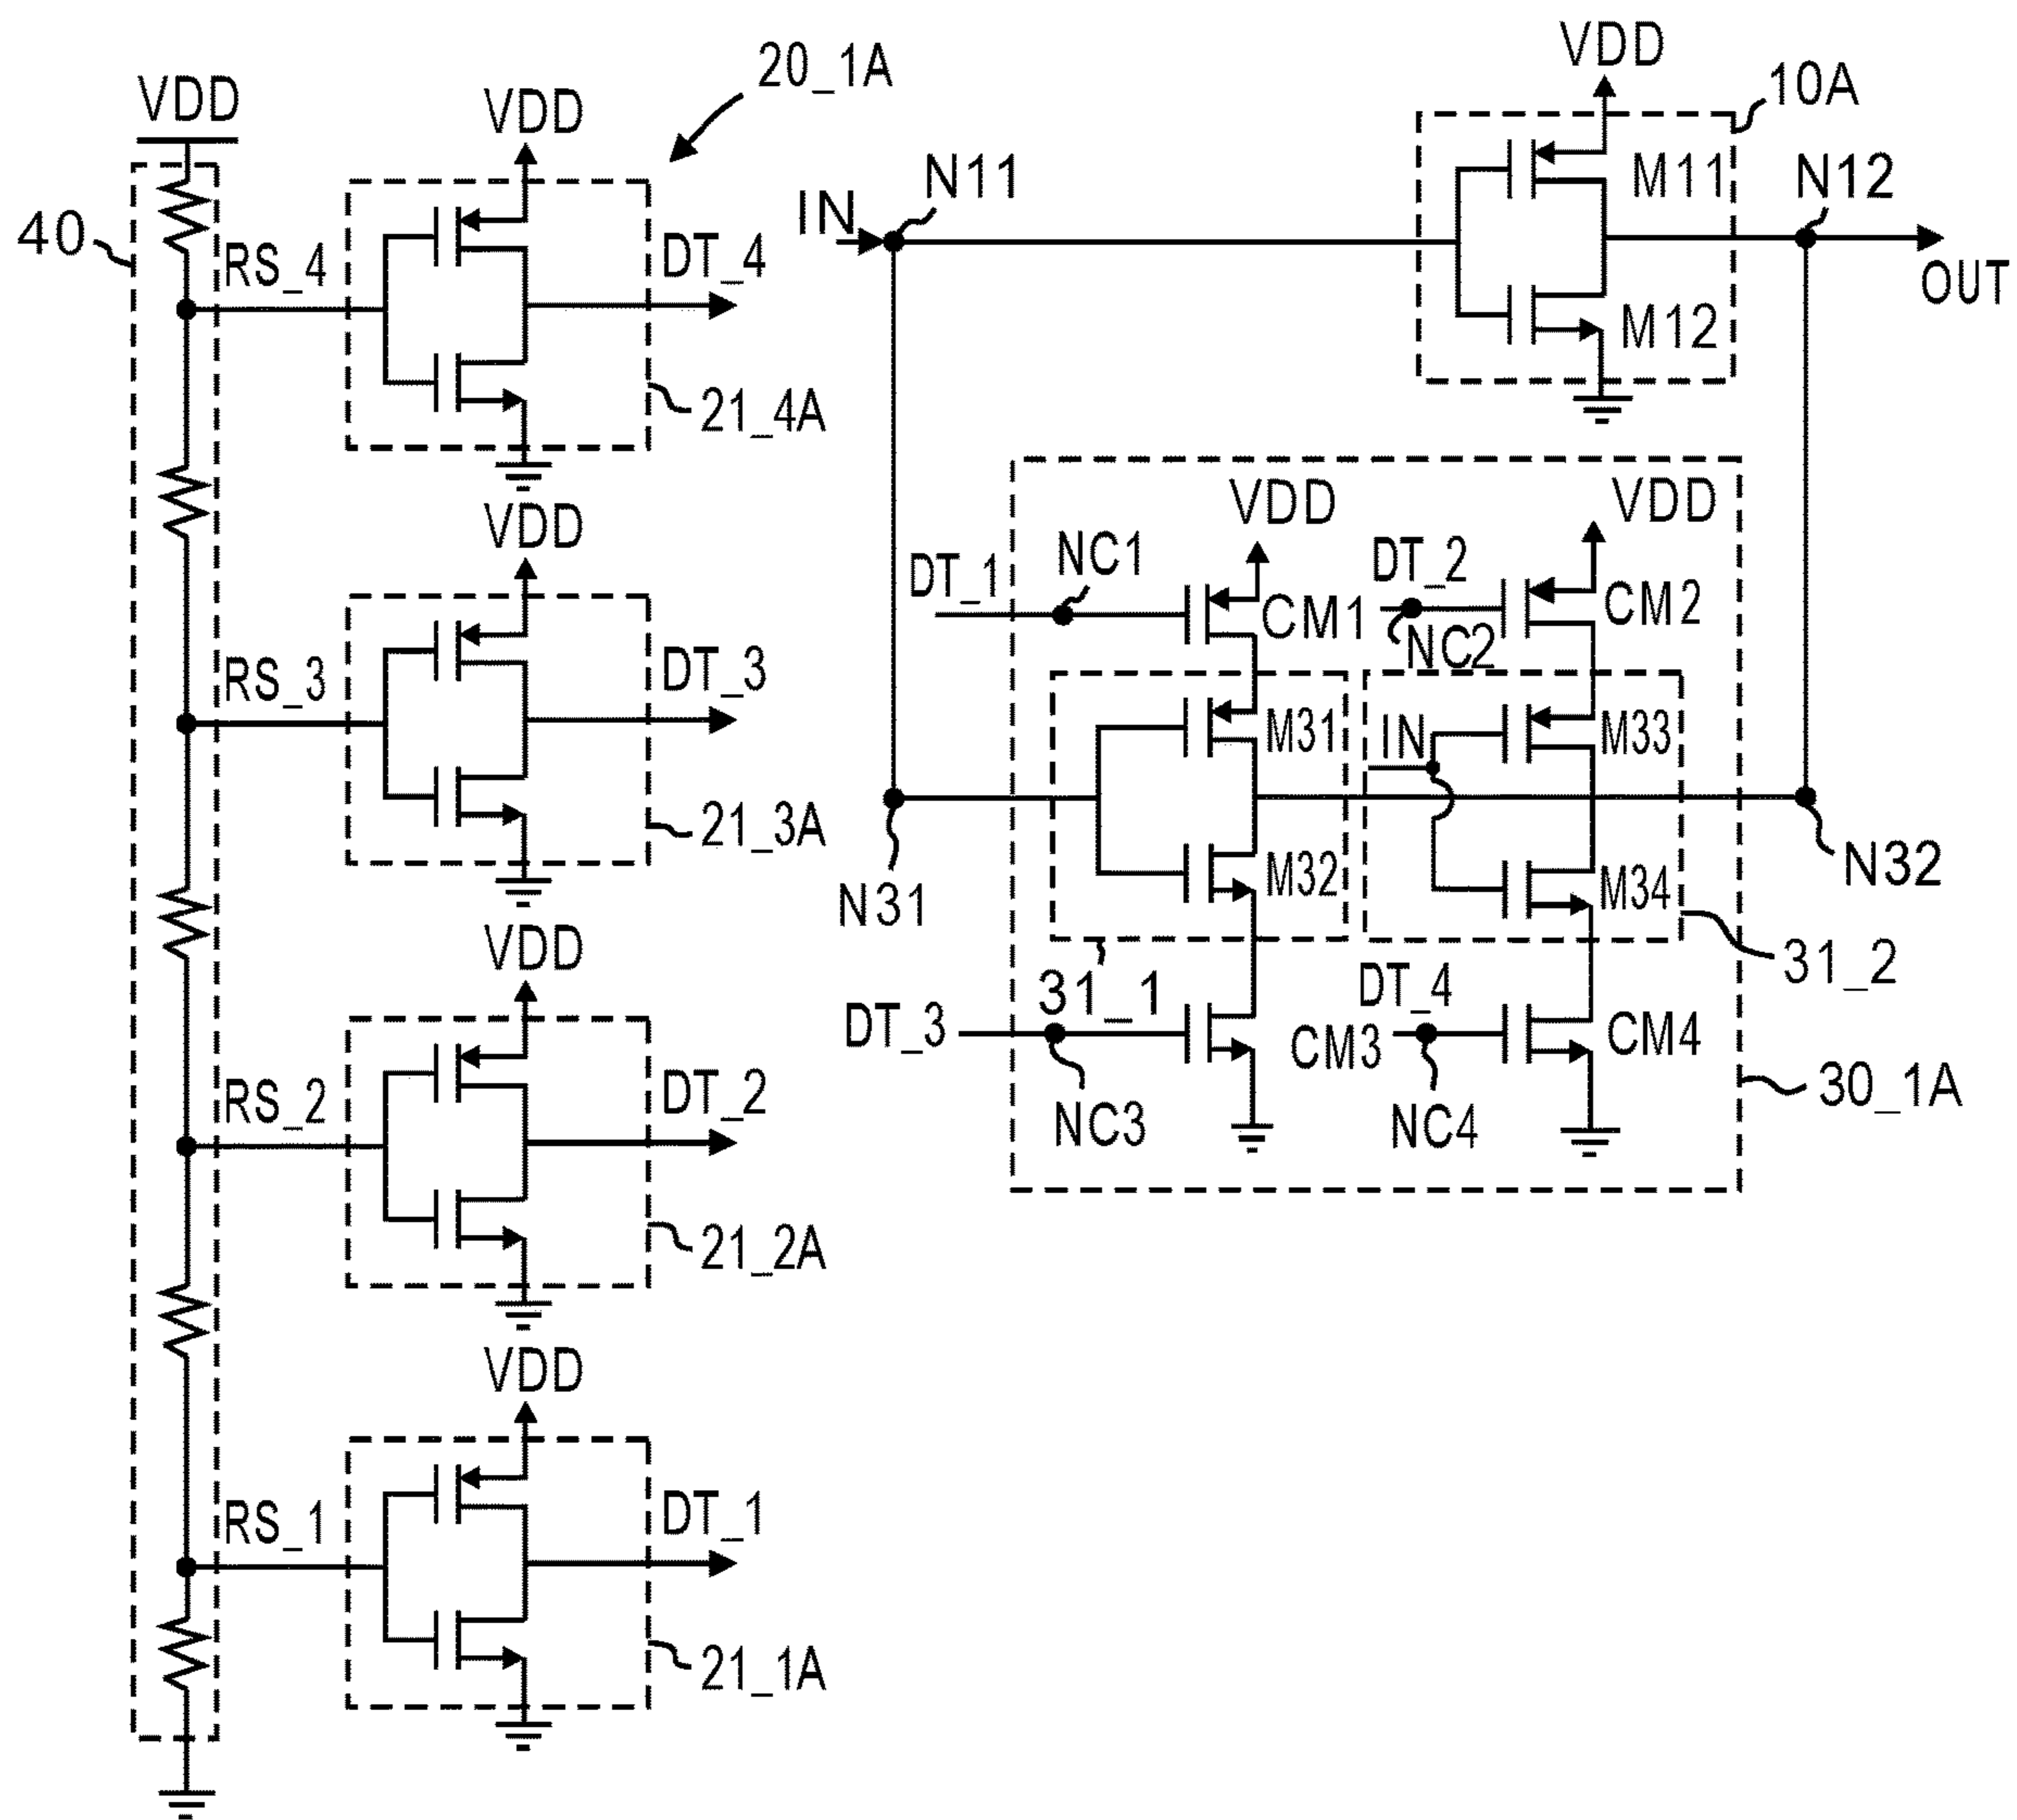 20_1A
VDD
VDD
40
RS_4
DT_4
21_4A
VDD
RS_3
DT_3
21_3A
VDD
RS_2
DT_2
21_2A
VDD
RS_1
DT_1
21_1A
VDD
10A
IN
N11
M11
N12
OUT
M12
VDD
VDD
DT_1
NC1
CM1
DT_2
NC2
CM2
IN
M31
M33
N31
M32
M34
N32
31_1
31_2
DT_3
NC3
CM3
DT_4
NC4
CM4
30_1A